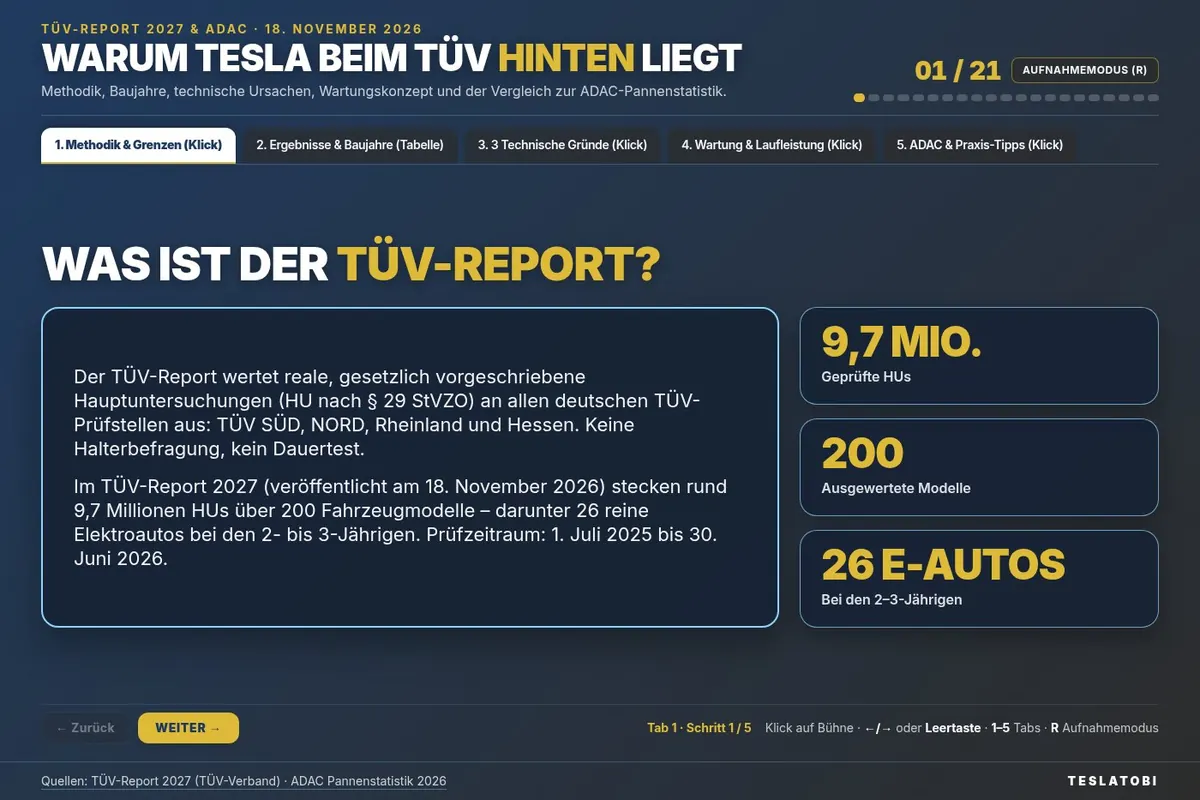 TÜV-REPORT 2027 & ADAC · 18. NOVEMBER 2026
WARUM TESLA BEIM TÜV HINTEN LIEGT
Methodik, Baujahre, technische Ursachen, Wartungskonzept und der Vergleich zur ADAC-Pannenstatistik.
01 / 21
AUFNAHMEMODUS (R)
1. Methodik & Grenzen (Klick)
2. Ergebnisse & Baujahre (Tabelle)
3. 3 Technische Gründe (Klick)
4. Wartung & Laufleistung (Klick)
5. ADAC & Praxis-Tipps (Klick)
WAS IST DER TÜV-REPORT?
Der TÜV-Report wertet reale, gesetzlich vorgeschriebene
Hauptuntersuchungen (HU nach § 29 StVZO) an allen deutschen TÜV-
Prüfstellen aus: TÜV SÜD, NORD, Rheinland und Hessen. Keine
Halterbefragung, kein Dauertest.
Im TÜV-Report 2027 (veröffentlicht am 18. November 2026) stecken rund
9,7 Millionen HUs über 200 Fahrzeugmodelle – darunter 26 reine
Elektroautos bei den 2- bis 3-Jährigen. Prüfzeitraum: 1. Juli 2025 bis 30.
Juni 2026.
9,7 MIO.
Geprüfte HUs
200
Ausgewertete Modelle
26 E-AUTOS
Bei den 2–3-Jährigen
← Zurück
WEITER →
Tab 1 · Schritt 1 / 5
Klick auf Bühne · ←/→ oder Leertaste · 1–5 Tabs · R Aufnahmemodus
Quellen: TÜV-Report 2027 (TÜV-Verband) · ADAC Pannenstatistik 2026
TESLATOBI